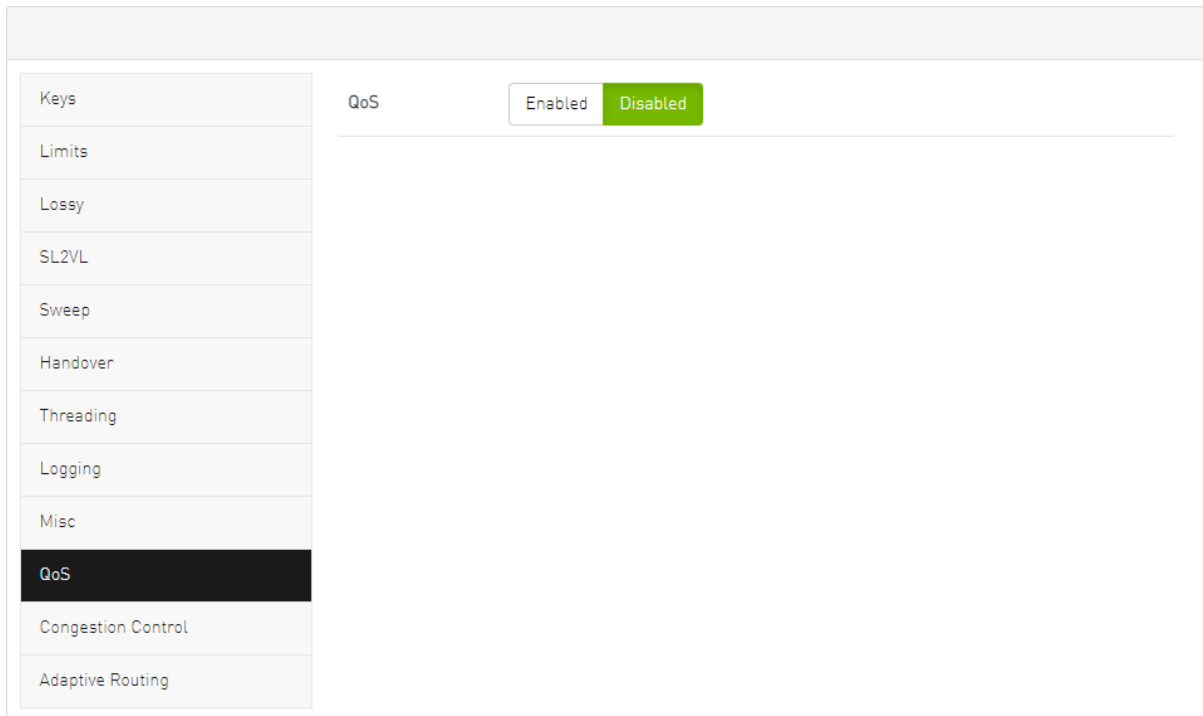 Keys
Limits
Lossy
SL2VL
Sweep
Handover
Threading
Logging
Misc
QoS
Congestion Control
Adaptive Routing
QoS Enabled Disabled